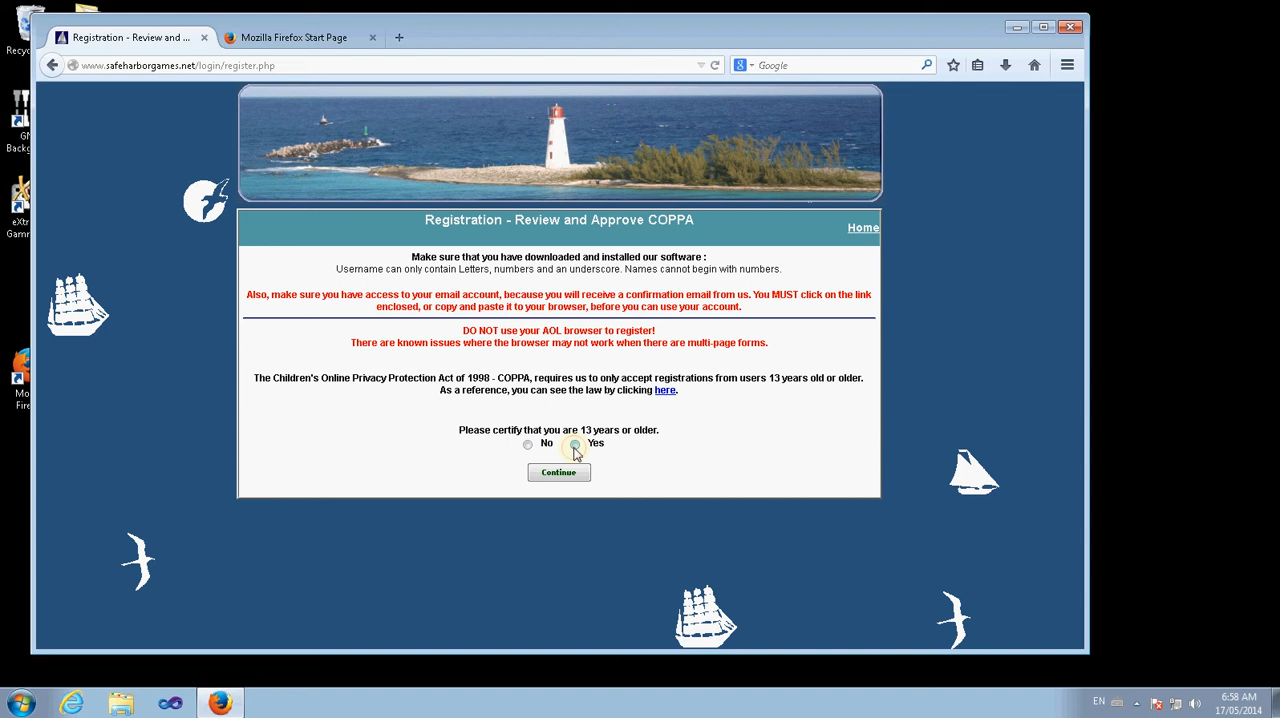 Recyc
Registration - Review and ...
Mozilla Firefox Start Page
www.safeharborgames.net/login/register.php
Google
Registration - Review and Approve COPPA
Home
Make sure that you have downloaded and installed our software :
Username can only contain Letters, numbers and an underscore. Names cannot begin with numbers.
Also, make sure you have access to your email account, because you will receive a confirmation email from us. You MUST click on the link
enclosed, or copy and paste it to your browser, before you can use your account.
DO NOT use your AOL browser to register!
There are known issues where the browser may not work when there are multi-page forms.
The Children's Online Privacy Protection Act of 1998 - COPPA, requires us to only accept registrations from users 13 years old or older.
As a reference, you can see the law by clicking here.
Please certify that you are 13 years or older.
No Yes
Continue
GN
Backg
eXtr
Gamr
Mo
Fire
EN
6:58 AM
17/05/2014